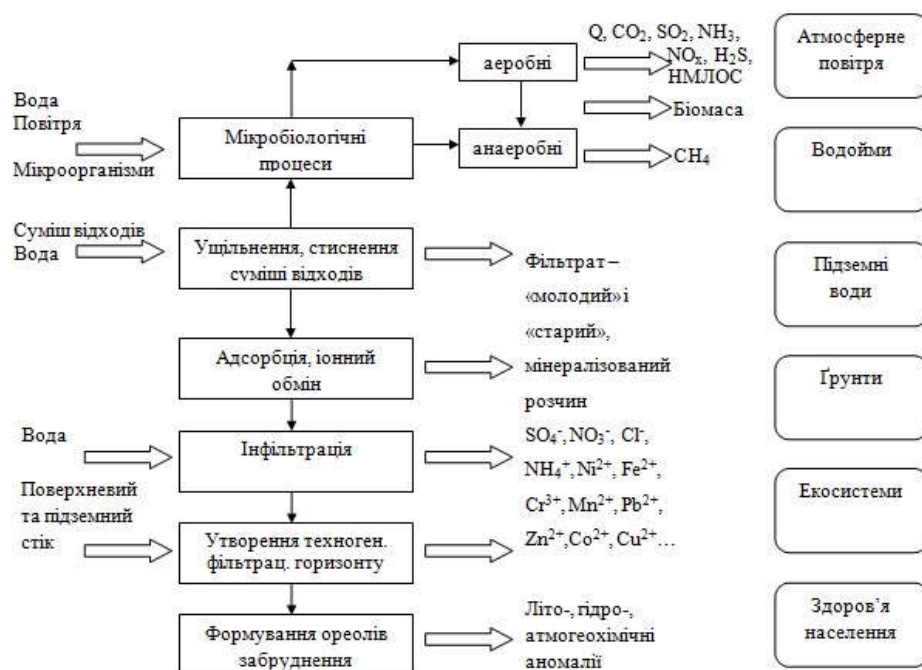 Вода
Повітря
Мікроорганізми
Суміш відходів
Вода
Вода
Поверхневий
та підземний
стік
Мікробіологічні
процеси
Ущільнення, стиснення
суміші відходів
Адсорбція, іонний
обмін
Інфільтрація
Утворення техноген.
фільтрац. горизонту
Формування ореолів
забруднення
аеробні
анаеробні
Q, CO₂, SO₂, NH₃,
NOₓ, H₂S,
НМЛОС
Біомаса
CH₄
Фільтрат –
«молодий» і
«старий»,
мінералізований
розчин
SO₄⁻, NO₃⁻, Cl⁻,
NH₄⁺, Ni²⁺, Fe²⁺,
Cr³⁺, Mn²⁺, Pb²⁺,
Zn²⁺,Co²⁺, Cu²⁺…
Літо-, гідро-,
атмогеохімічні
аномалії
Атмосферне
повітря
Водойми
Підземні
води
Ґрунти
Екосистеми
Здоров’я
населення